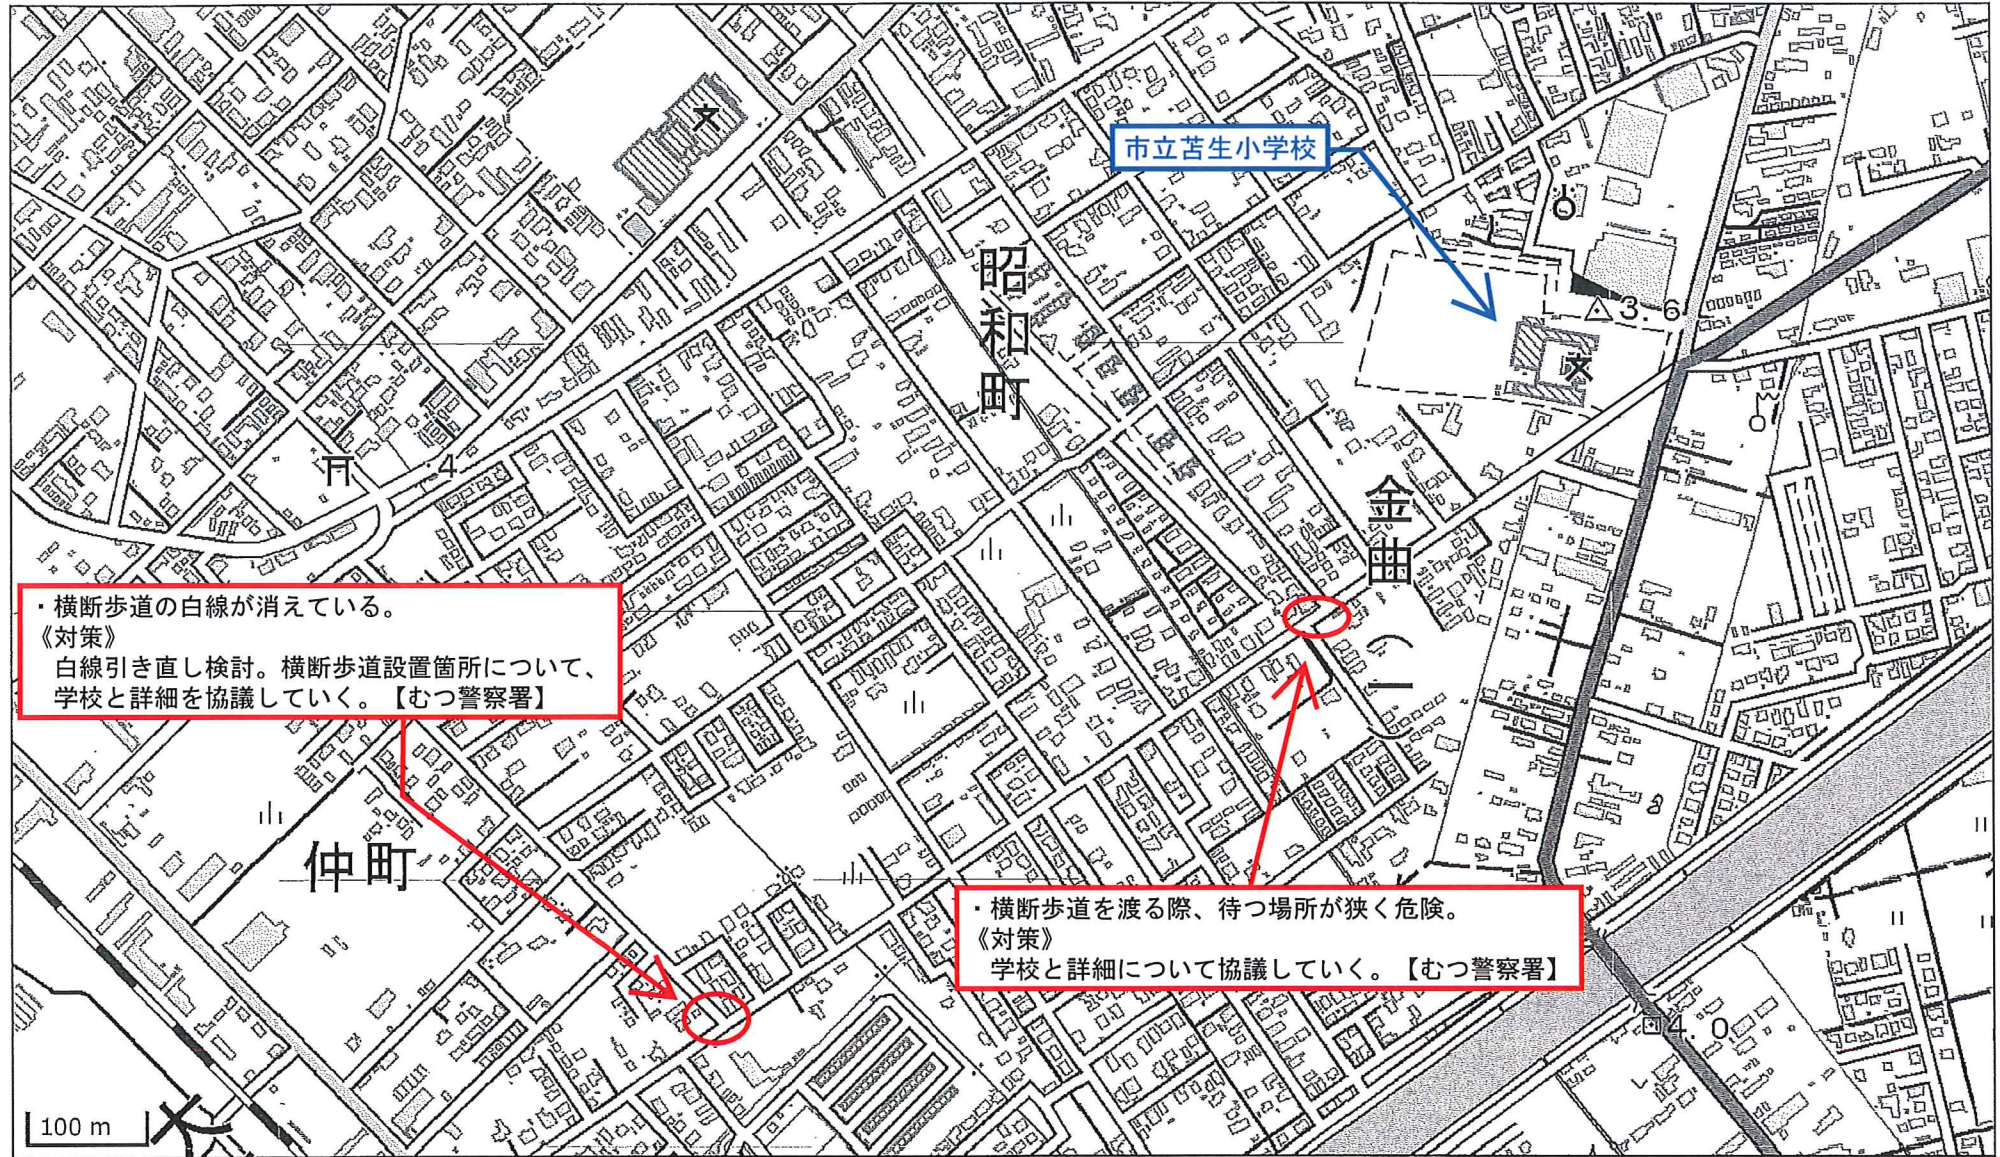 市立苫生小学校
3.6
昭和町
4
金曲
(一)
・横断歩道の白線が消えている。
《対策》
白線引き直し検討。横断歩道設置箇所について、
学校と詳細を協議していく。【むつ警察署】
仲町
・横断歩道を渡る際、待つ場所が狭く危険。
《対策》
学校と詳細について協議していく。【むつ警察署】
4.0
100 m